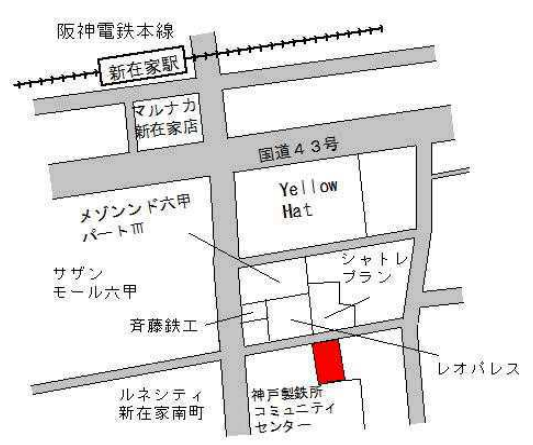 阪神電鉄本線
新在家駅
マルナカ
新在家店
国道43号
Yellow
Hat
メゾンンド六甲
パートⅢ
シャトレ
ブラン
サザン
モール六甲
斉藤鉄工
レオパレス
ルネシティ
新在家南町
神戸製鉄所
コミュニティ
センター